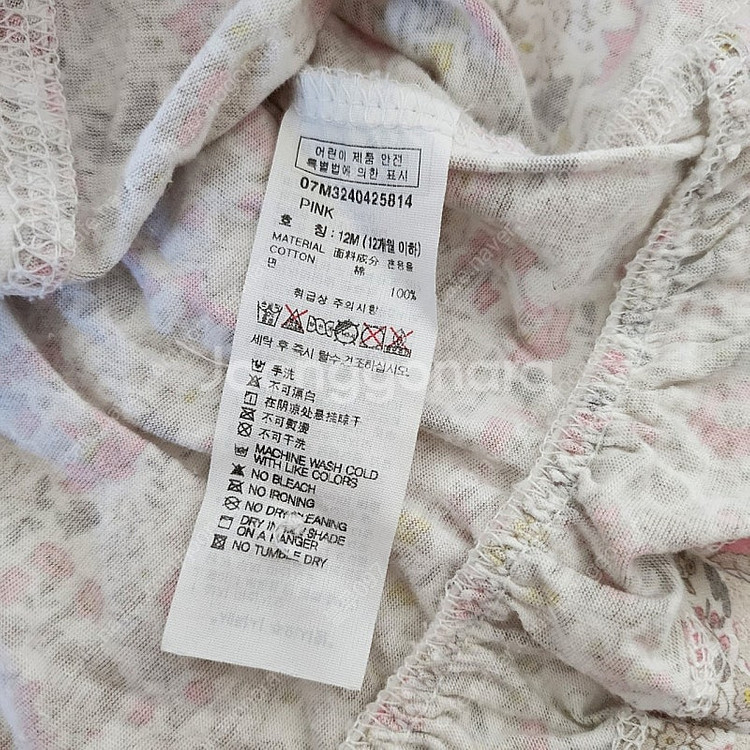 어린이 제품 안전
특별법에 의한 표시
07M3240425814
PINK
호 칭 : 12M (12개월 이하)
MATERIAL 面料成分 혼용율
COTTON 棉 100%
면
취급상 주의사항
세탁 후 즉시 탈수 건조하십시오
手洗
不可漂白
在阴凉处悬挂晾干
不可熨烫
不可干洗
MACHINE WASH COLD
WITH LIKE COLORS
NO BLEACH
NO IRONING
NO DRY CLEANING
DRY IN THE SHADE
ON A HANGER
NO TUMBLE DRY
Joonggonara